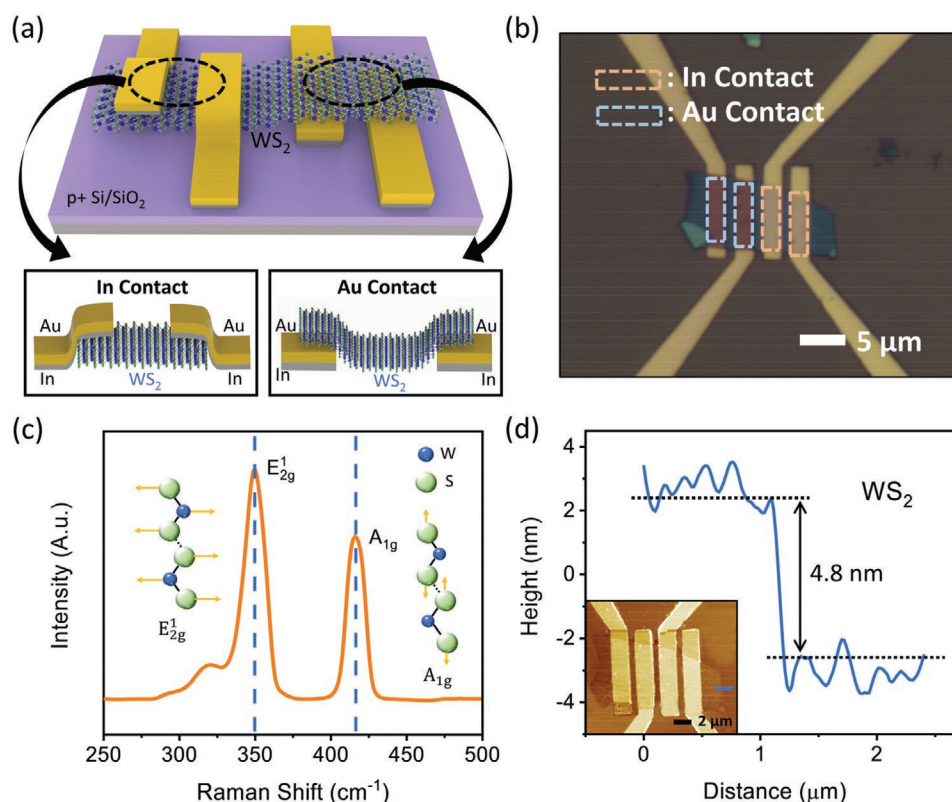 (a)
WS₂
p+ Si/SiO₂
In Contact
Au
Au
In
In
WS₂
Au Contact
Au
Au
In
In
WS₂
(b)
: In Contact
: Au Contact
5 μm
(c)
Intensity (A.u.)
E¹₂g
A₁g
W
S
E¹₂g
A₁g
250
300
350
400
450
500
Raman Shift (cm⁻¹)
(d)
Height (nm)
4
2
0
-2
-4
WS₂
4.8 nm
2 μm
0
1
2
Distance (μm)